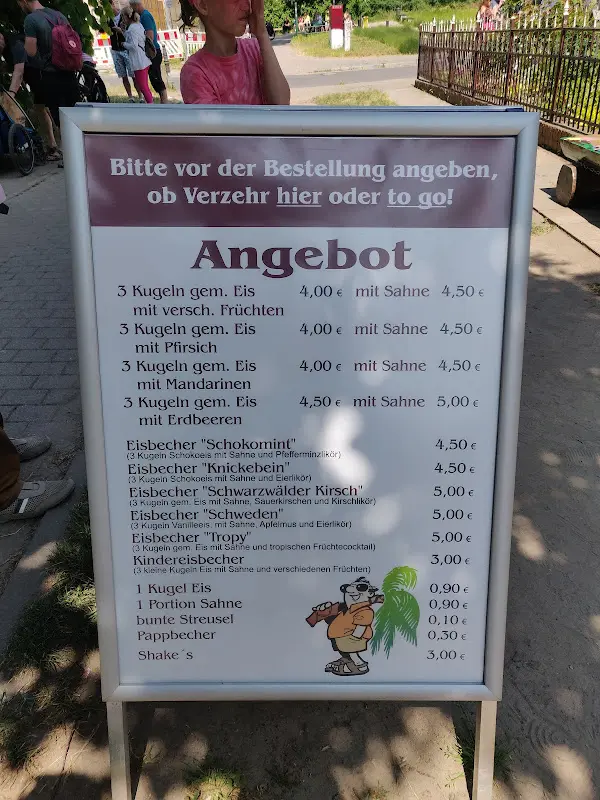 Bitte vor der Bestellung angeben,
ob Verzehr hier oder to go!
Angebot
3 Kugeln gem. Eis 4,00 € mit Sahne 4,50 €
mit versch. Früchten
3 Kugeln gem. Eis 4,00 € mit Sahne 4,50 €
mit Pfirsich
3 Kugeln gem. Eis 4,00 € mit Sahne 4,50 €
mit Mandarinen
3 Kugeln gem. Eis 4,50 € mit Sahne 5,00 €
mit Erdbeeren
Eisbecher "Schokomint" 4,50 €
(3 Kugeln Schokoeis mit Sahne und Pfefferminzlikör)
Eisbecher "Knickebein" 4,50 €
(3 Kugeln Schokoeis mit Sahne und Eierlikör)
Eisbecher "Schwarzwälder Kirsch" 5,00 €
(3 Kugeln gem. Eis mit Sahne, Sauerkirschen und Kirschlikör)
Eisbecher "Schweden" 5,00 €
(3 Kugeln Vanilleeis, mit Sahne, Apfelmus und Eierlikör)
Eisbecher "Tropy" 5,00 €
(3 Kugeln gem. Eis mit Sahne und tropischen Früchtecocktail)
Kindereisbecher 3,00 €
(3 kleine Kugeln Eis mit Sahne und verschiedenen Früchten)
1 Kugel Eis 0,90 €
1 Portion Sahne 0,90 €
bunte Streusel 0,10 €
Pappbecher 0,30 €
Shake´s 3,00 €